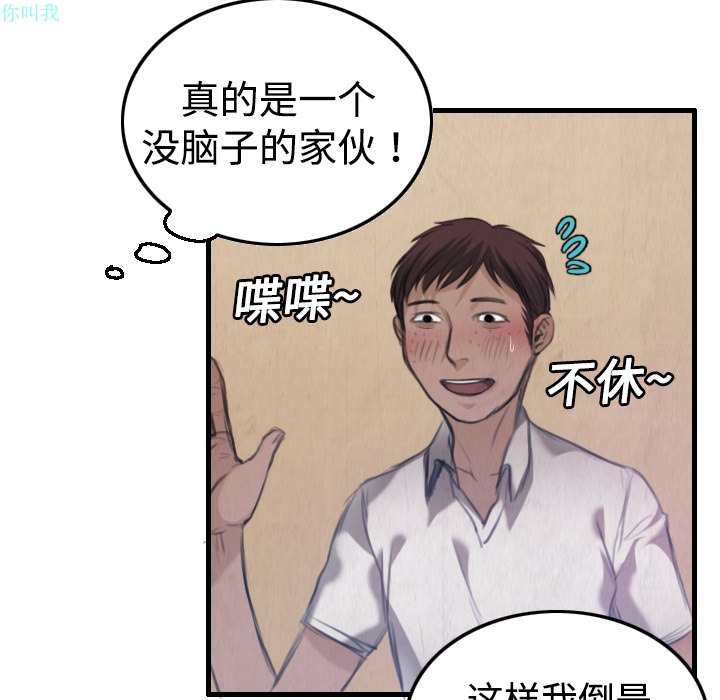 你叫我
真的是一个
没脑子的家伙！
喋喋~
不休~
这样我倒是